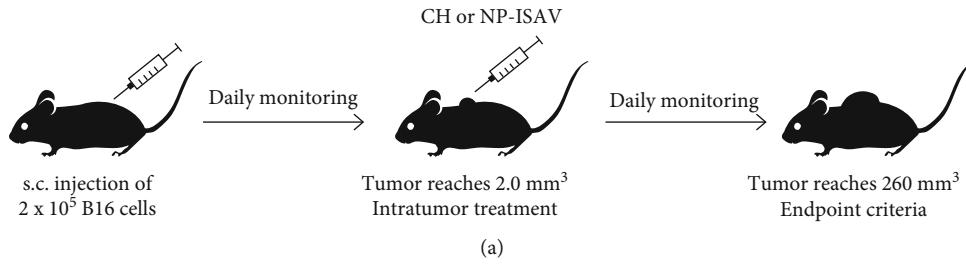 CH or NP-ISAV
Daily monitoring
Daily monitoring
s.c. injection of
2 x 10⁵ B16 cells
Tumor reaches 2.0 mm³
Intratumor treatment
Tumor reaches 260 mm³
Endpoint criteria
(a)